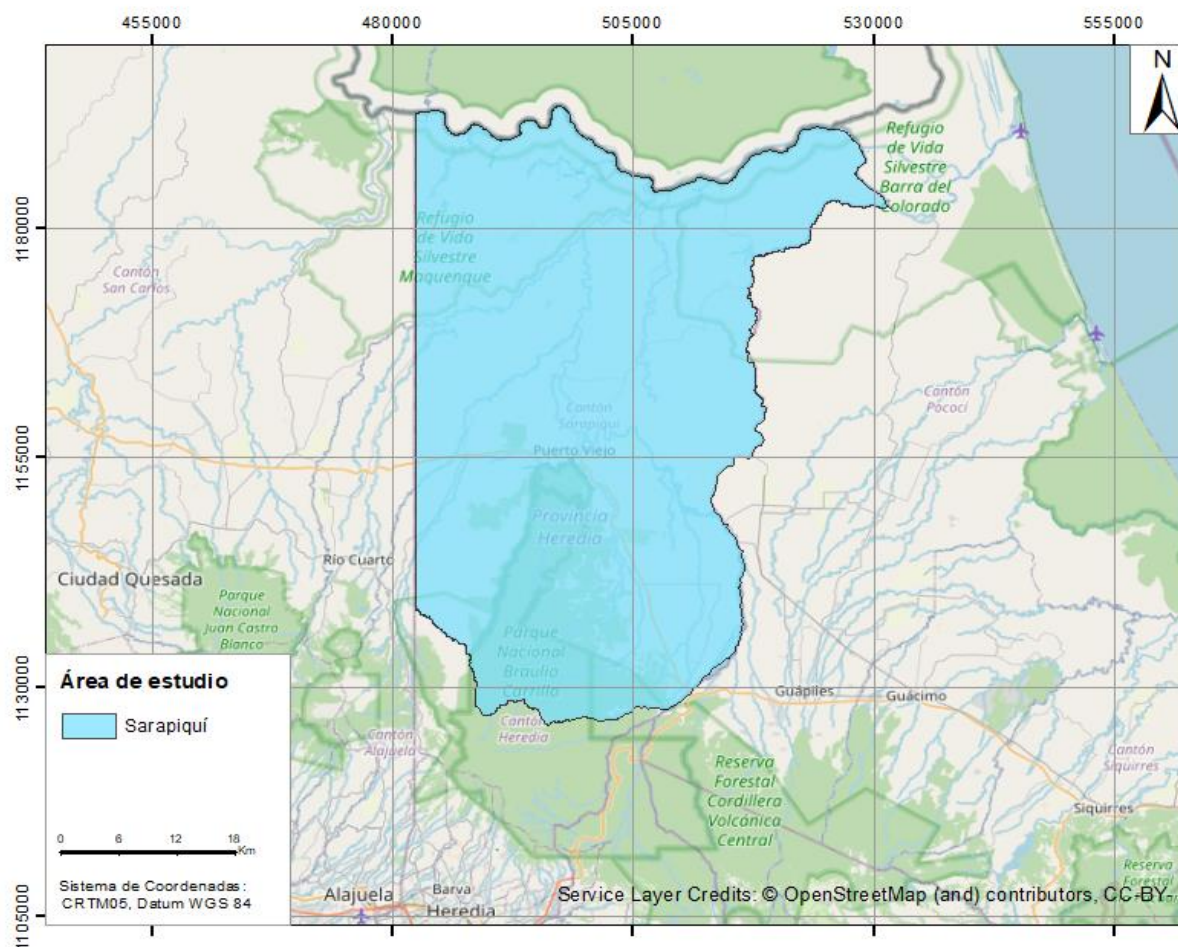 455000
480000
505000
530000
555000
N
Refugio
de Vida
Silvestre
Barra del
Colorado
1180000
Refugio
de Vida
Silvestre
Maquenque
Cantón
San Carlos
Cantón
Pococí
Cantón
Sarapiquí
1155000
Puerto Viejo
Provincia
Heredia
Río Cuarto
Ciudad Quesada
Parque
Nacional
Juan Castro
Blanco
Parque
Nacional
Braulio
Carrillo
1130000
Guápiles
Guácimo
Cantón
Heredia
Cantón
Alajuela
Cantón
Siquirres
Reserva
Forestal
Cordillera
Volcánica
Central
Siquirres
Reserva
Forestal
Área de estudio
Sarapiquí
0 6 12 18
Km
Sistema de Coordenadas:
CRTM05, Datum WGS 84
Alajuela
Barva
Heredia
Service Layer Credits: © OpenStreetMap (and) contributors, CC-BY-
1105000